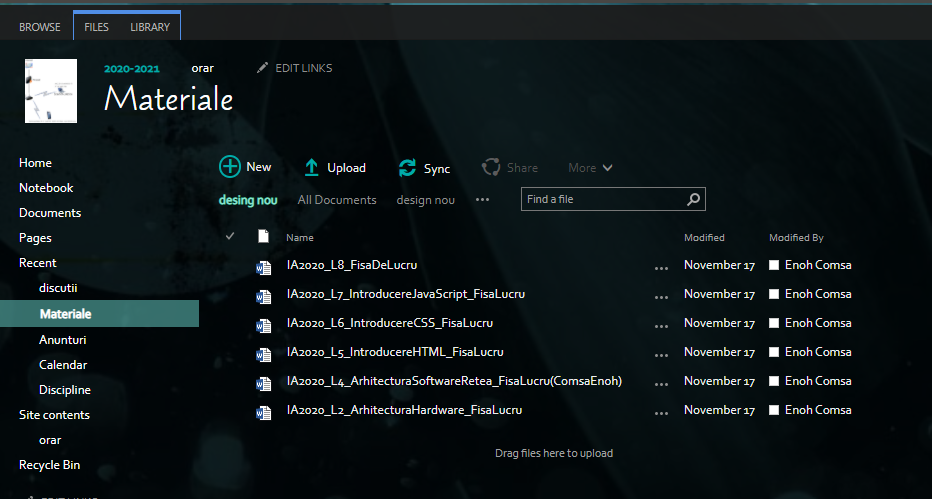 BROWSE FILES LIBRARY
2020-2021 orar EDIT LINKS
Materiale
Home
Notebook
Documents
Pages
Recent
discutii
Materiale
Anunturi
Calendar
Discipline
Site contents
orar
Recycle Bin
EDIT LINKS
New Upload Sync Share More
desing nou All Documents design nou ... Find a file
Name Modified Modified By
IA2020_L8_FisaDeLucru ... November 17 Enoh Comsa
IA2020_L7_IntroducereJavaScript_FisaLucru ... November 17 Enoh Comsa
IA2020_L6_IntroducereCSS_FisaLucru ... November 17 Enoh Comsa
IA2020_L5_IntroducereHTML_FisaLucru ... November 17 Enoh Comsa
IA2020_L4_ArhitecturaSoftwareRetea_FisaLucru(ComsaEnoh) ... November 17 Enoh Comsa
IA2020_L2_ArhitecturaHardware_FisaLucru ... November 17 Enoh Comsa
Drag files here to upload